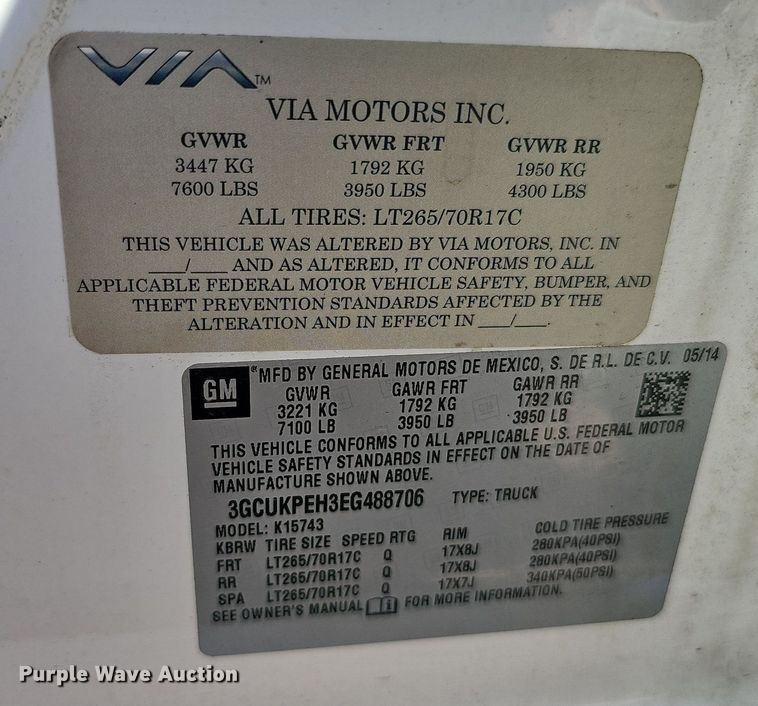 VIA™
VIA MOTORS INC.
GVWR GVWR FRT GVWR RR
3447 KG 1792 KG 1950 KG
7600 LBS 3950 LBS 4300 LBS
ALL TIRES: LT265/70R17C
THIS VEHICLE WAS ALTERED BY VIA MOTORS, INC. IN
___/___ AND AS ALTERED, IT CONFORMS TO ALL
APPLICABLE FEDERAL MOTOR VEHICLE SAFETY, BUMPER, AND
THEFT PREVENTION STANDARDS AFFECTED BY THE
ALTERATION AND IN EFFECT IN ___/___.
GM ®MFD BY GENERAL MOTORS DE MEXICO, S. DE R.L. DE C.V. 05/14
GVWR GAWR FRT GAWR RR
3221 KG 1792 KG 1792 KG
7100 LB 3950 LB 3950 LB
THIS VEHICLE CONFORMS TO ALL APPLICABLE U.S. FEDERAL MOTOR
VEHICLE SAFETY STANDARDS IN EFFECT ON THE DATE OF
MANUFACTURE SHOWN ABOVE.
3GCUKPEH3EG488706 TYPE: TRUCK
MODEL: K15743
KBRW TIRE SIZE SPEED RTG RIM COLD TIRE PRESSURE
FRT LT265/70R17C Q 17X8J 280KPA(40PSI)
RR LT265/70R17C Q 17X8J 280KPA(40PSI)
SPA LT265/70R17C Q 17X7J 340KPA(50PSI)
SEE OWNER'S MANUAL FOR MORE INFORMATION.
Purple Wave Auction